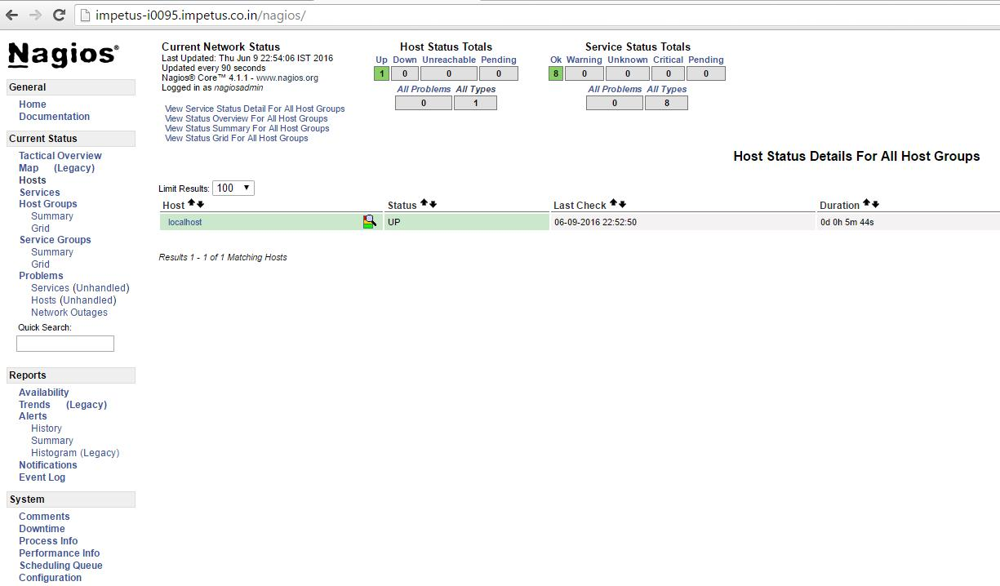 impetus-i0095.impetus.co.in/nagios/
Nagios®
General
Home
Documentation
Current Status
Tactical Overview
Map (Legacy)
Hosts
Services
Host Groups
Summary
Grid
Service Groups
Summary
Grid
Problems
Services (Unhandled)
Hosts (Unhandled)
Network Outages
Quick Search:
Reports
Availability
Trends (Legacy)
Alerts
History
Summary
Histogram (Legacy)
Notifications
Event Log
System
Comments
Downtime
Process Info
Performance Info
Scheduling Queue
Configuration
Current Network Status
Last Updated: Thu Jun 9 22:54:06 IST 2016
Updated every 90 seconds
Nagios® Core™ 4.1.1 - www.nagios.org
Logged in as nagiosadmin
View Service Status Detail For All Host Groups
View Status Overview For All Host Groups
View Status Summary For All Host Groups
View Status Grid For All Host Groups
Host Status Totals
Up Down Unreachable Pending
1 0 0 0
All Problems All Types
0 1
Service Status Totals
Ok Warning Unknown Critical Pending
8 0 0 0 0
All Problems All Types
0 8
Host Status Details For All Host Groups
Limit Results: 100
Host Status Last Check Duration
localhost UP 06-09-2016 22:52:50 0d 0h 5m 44s
Results 1 - 1 of 1 Matching Hosts